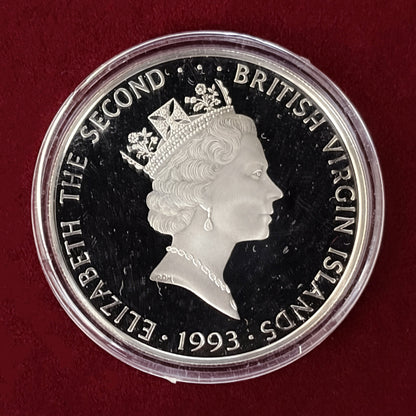 ELIZABETH THE SECOND · · · BRITISH VIRGIN ISLANDS ·
· 1993 ·
RDM